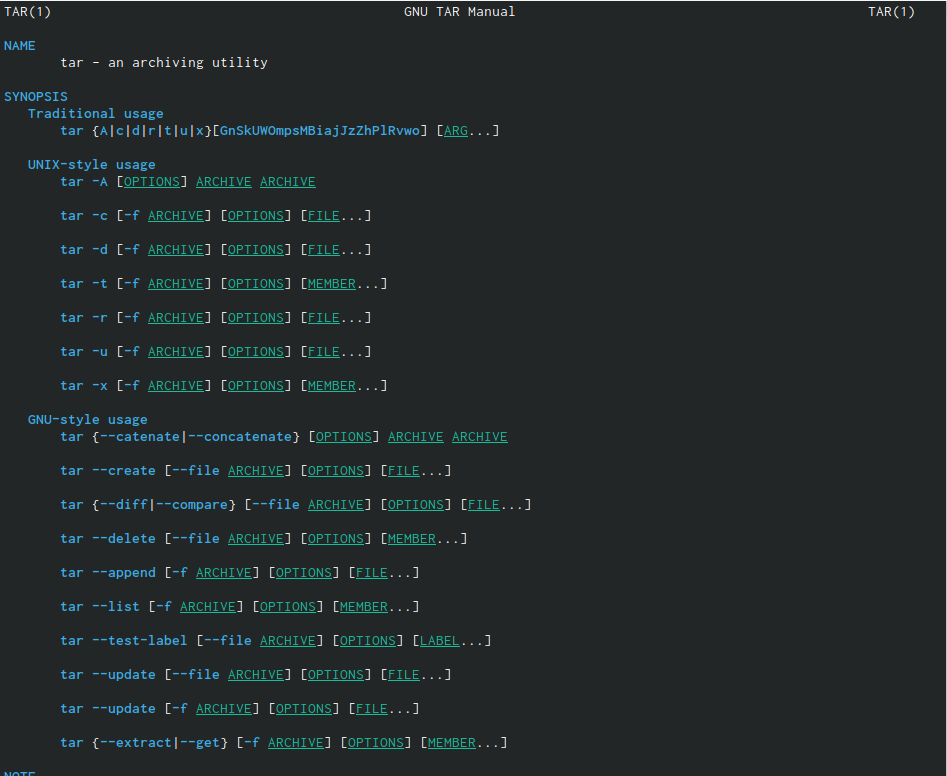 TAR(1) GNU TAR Manual TAR(1)
NAME
tar - an archiving utility
SYNOPSIS
Traditional usage
tar {A|c|d|r|t|u|x}[GnSkUWOmpsMBiajJzZhPlRvwo] [ARG...]
UNIX-style usage
tar -A [OPTIONS] ARCHIVE ARCHIVE
tar -c [-f ARCHIVE] [OPTIONS] [FILE...]
tar -d [-f ARCHIVE] [OPTIONS] [FILE...]
tar -t [-f ARCHIVE] [OPTIONS] [MEMBER...]
tar -r [-f ARCHIVE] [OPTIONS] [FILE...]
tar -u [-f ARCHIVE] [OPTIONS] [FILE...]
tar -x [-f ARCHIVE] [OPTIONS] [MEMBER...]
GNU-style usage
tar {--catenate|--concatenate} [OPTIONS] ARCHIVE ARCHIVE
tar --create [--file ARCHIVE] [OPTIONS] [FILE...]
tar {--diff|--compare} [--file ARCHIVE] [OPTIONS] [FILE...]
tar --delete [--file ARCHIVE] [OPTIONS] [MEMBER...]
tar --append [-f ARCHIVE] [OPTIONS] [FILE...]
tar --list [-f ARCHIVE] [OPTIONS] [MEMBER...]
tar --test-label [--file ARCHIVE] [OPTIONS] [LABEL...]
tar --update [--file ARCHIVE] [OPTIONS] [FILE...]
tar --update [-f ARCHIVE] [OPTIONS] [FILE...]
tar {--extract|--get} [-f ARCHIVE] [OPTIONS] [MEMBER...]
NOTE